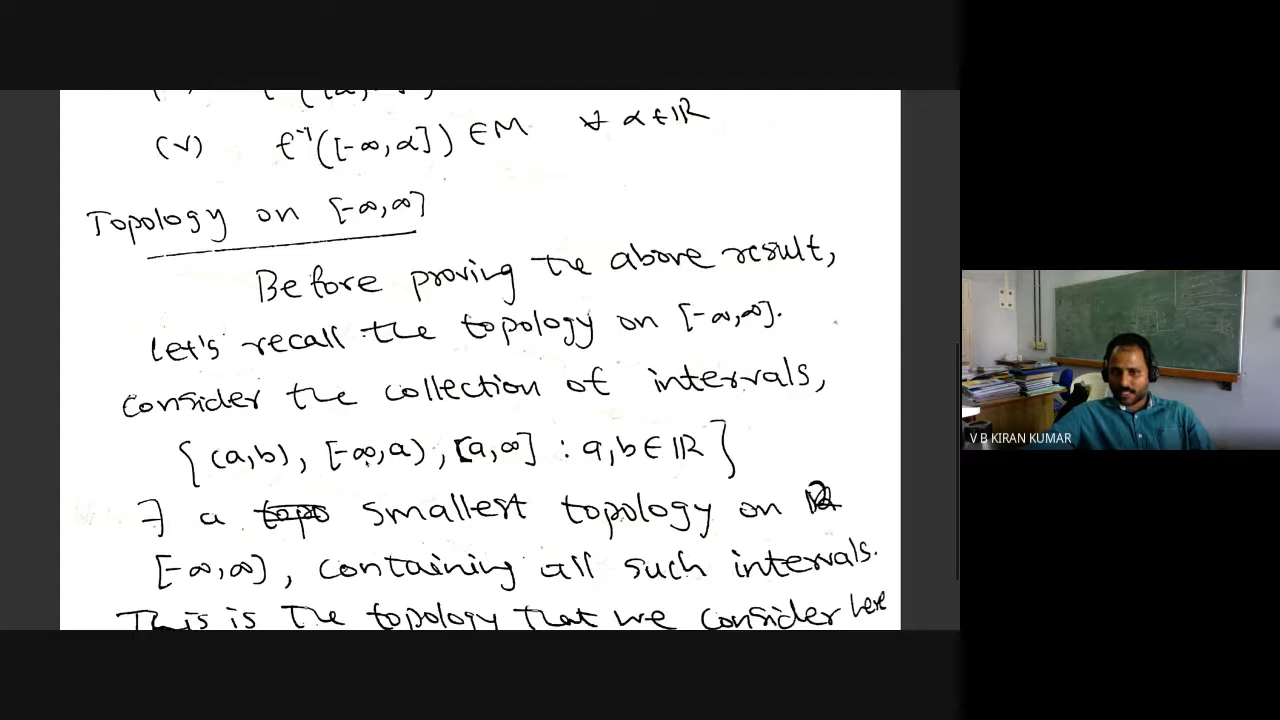 (v) f⁻¹([-∞,α]) ∈ M ∀ α ∈ ℝ
Topology on [-∞,∞]
Before proving the above result,
let's recall the topology on [-∞,∞].
consider the collection of intervals,
{(a,b), [-∞,a), [a,∞] : a,b ∈ ℝ}
∃ a smallest topology on
[-∞,∞], containing all such intervals.
This is the topology that we consider here
V B KIRAN KUMAR